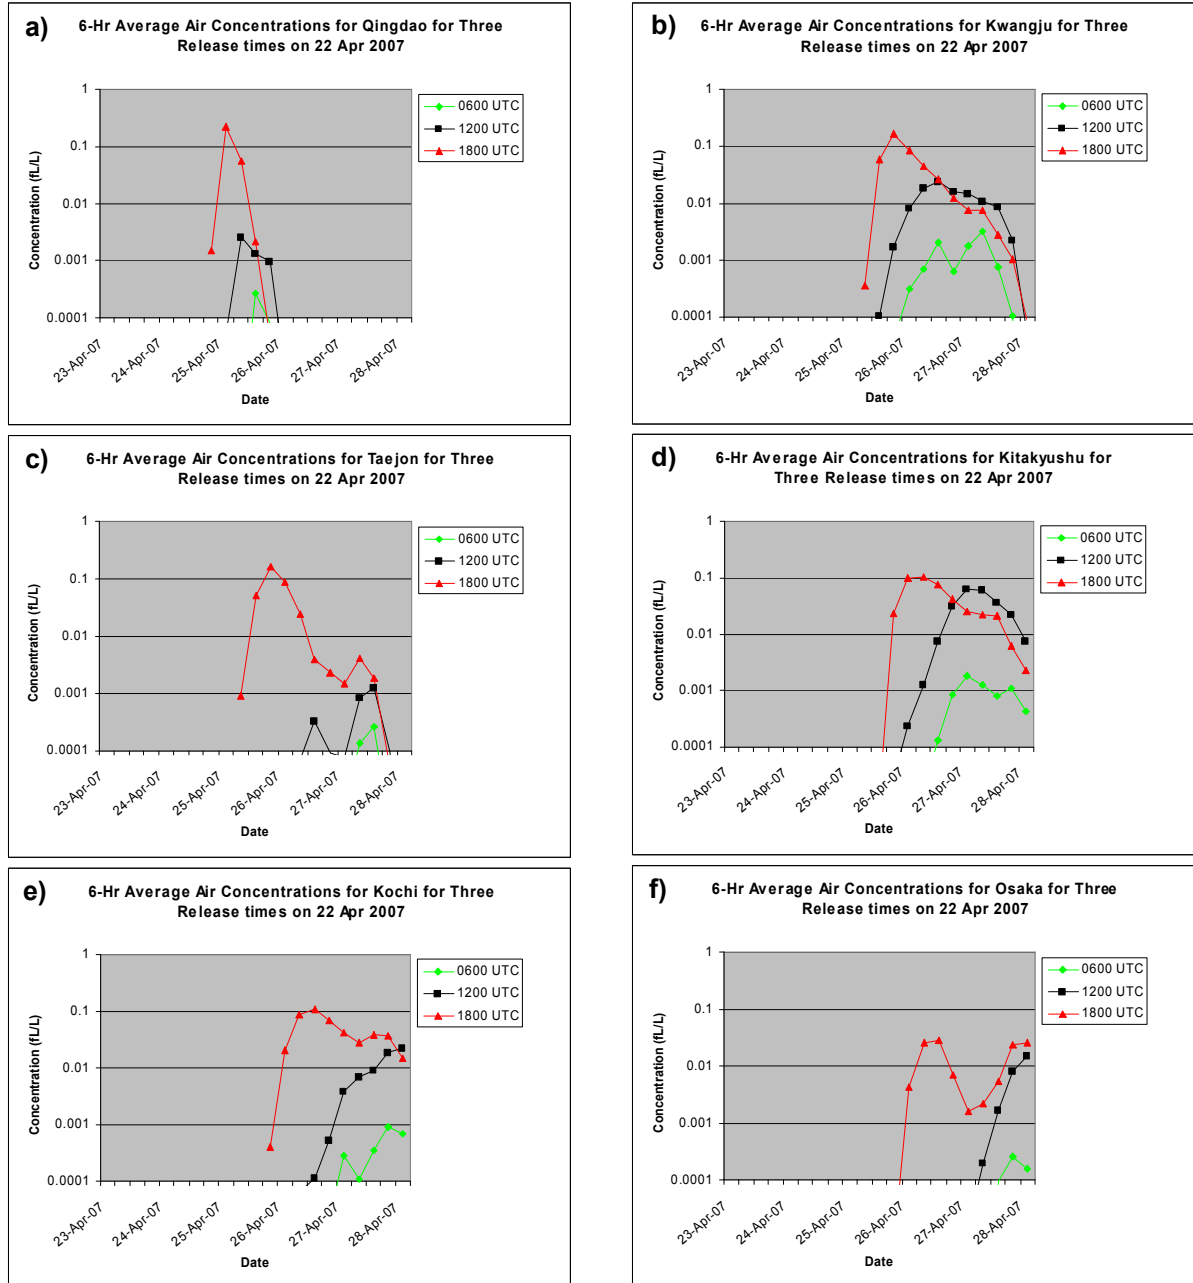 a) 6-Hr Average Air Concentrations for Qingdao for Three
Release times on 22 Apr 2007
1
0.1
0.01
0.001
0.0001
Concentration (fL/L)
23-Apr-07
24-Apr-07
25-Apr-07
26-Apr-07
27-Apr-07
28-Apr-07
Date
0600 UTC
1200 UTC
1800 UTC
b) 6-Hr Average Air Concentrations for Kwangju for Three
Release times on 22 Apr 2007
1
0.1
0.01
0.001
0.0001
Concentration (fL/L)
23-Apr-07
24-Apr-07
25-Apr-07
26-Apr-07
27-Apr-07
28-Apr-07
Date
0600 UTC
1200 UTC
1800 UTC
c) 6-Hr Average Air Concentrations for Taejon for Three
Release times on 22 Apr 2007
1
0.1
0.01
0.001
0.0001
Concentration (fL/L)
23-Apr-07
24-Apr-07
25-Apr-07
26-Apr-07
27-Apr-07
28-Apr-07
Date
0600 UTC
1200 UTC
1800 UTC
d) 6-Hr Average Air Concentrations for Kitakyushu for
Three Release times on 22 Apr 2007
1
0.1
0.01
0.001
0.0001
Concentration (fL/L)
23-Apr-07
24-Apr-07
25-Apr-07
26-Apr-07
27-Apr-07
28-Apr-07
Date
0600 UTC
1200 UTC
1800 UTC
e) 6-Hr Average Air Concentrations for Kochi for Three
Release times on 22 Apr 2007
1
0.1
0.01
0.001
0.0001
Concentration (fL/L)
23-Apr-07
24-Apr-07
25-Apr-07
26-Apr-07
27-Apr-07
28-Apr-07
Date
0600 UTC
1200 UTC
1800 UTC
f) 6-Hr Average Air Concentrations for Osaka for Three
Release times on 22 Apr 2007
1
0.1
0.01
0.001
0.0001
Concentration (fL/L)
23-Apr-07
24-Apr-07
25-Apr-07
26-Apr-07
27-Apr-07
28-Apr-07
Date
0600 UTC
1200 UTC
1800 UTC